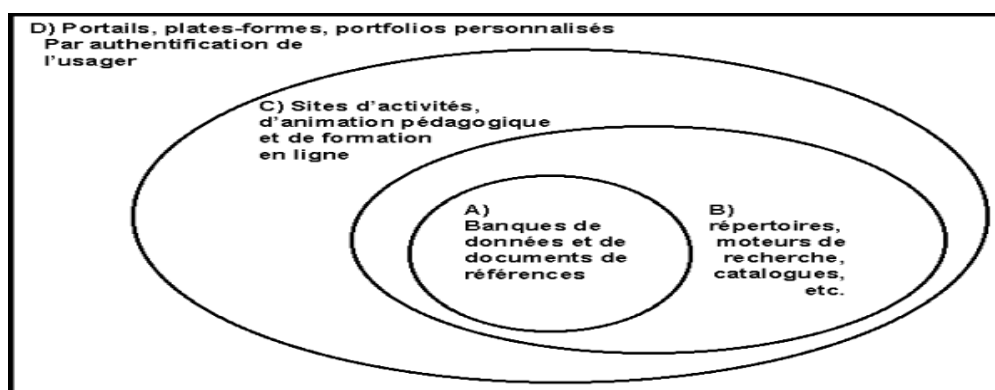 D) Portails, plates-formes, portfolios personnalisés
Par authentification de
l'usager
C) Sites d'activités,
d'animation pédagogique
et de formation
en ligne
A)
Banques de
données et de
documents de
références
B)
répertoires,
moteurs de
recherche,
catalogues,
etc.